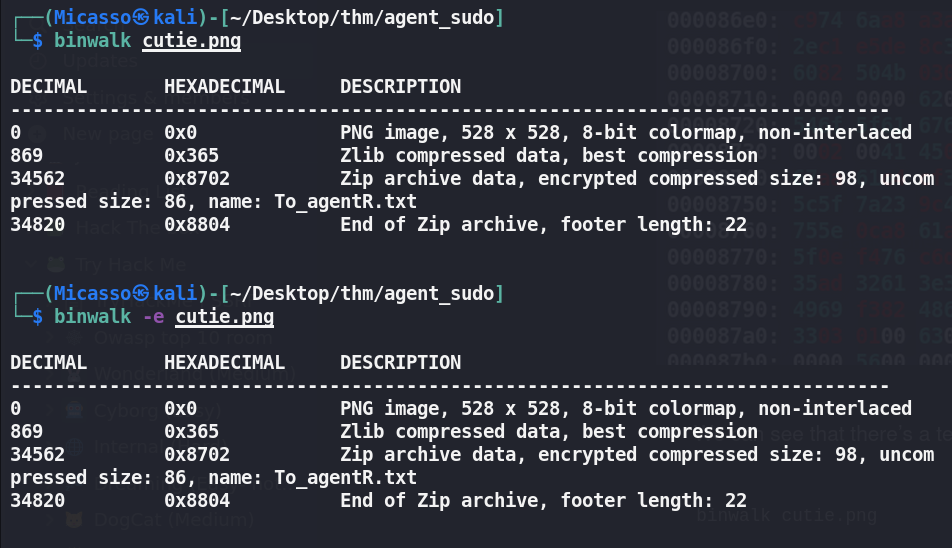 ┌──(Micasso㉿kali)-[~/Desktop/thm/agent_sudo]
└─$ binwalk cutie.png
DECIMAL HEXADECIMAL DESCRIPTION
--------------------------------------------------------------------------------
0 0x0 PNG image, 528 x 528, 8-bit colormap, non-interlaced
869 0x365 Zlib compressed data, best compression
34562 0x8702 Zip archive data, encrypted compressed size: 98, uncom
pressed size: 86, name: To_agentR.txt
34820 0x8804 End of Zip archive, footer length: 22
┌──(Micasso㉿kali)-[~/Desktop/thm/agent_sudo]
└─$ binwalk -e cutie.png
DECIMAL HEXADECIMAL DESCRIPTION
--------------------------------------------------------------------------------
0 0x0 PNG image, 528 x 528, 8-bit colormap, non-interlaced
869 0x365 Zlib compressed data, best compression
34562 0x8702 Zip archive data, encrypted compressed size: 98, uncom
pressed size: 86, name: To_agentR.txt
34820 0x8804 End of Zip archive, footer length: 22